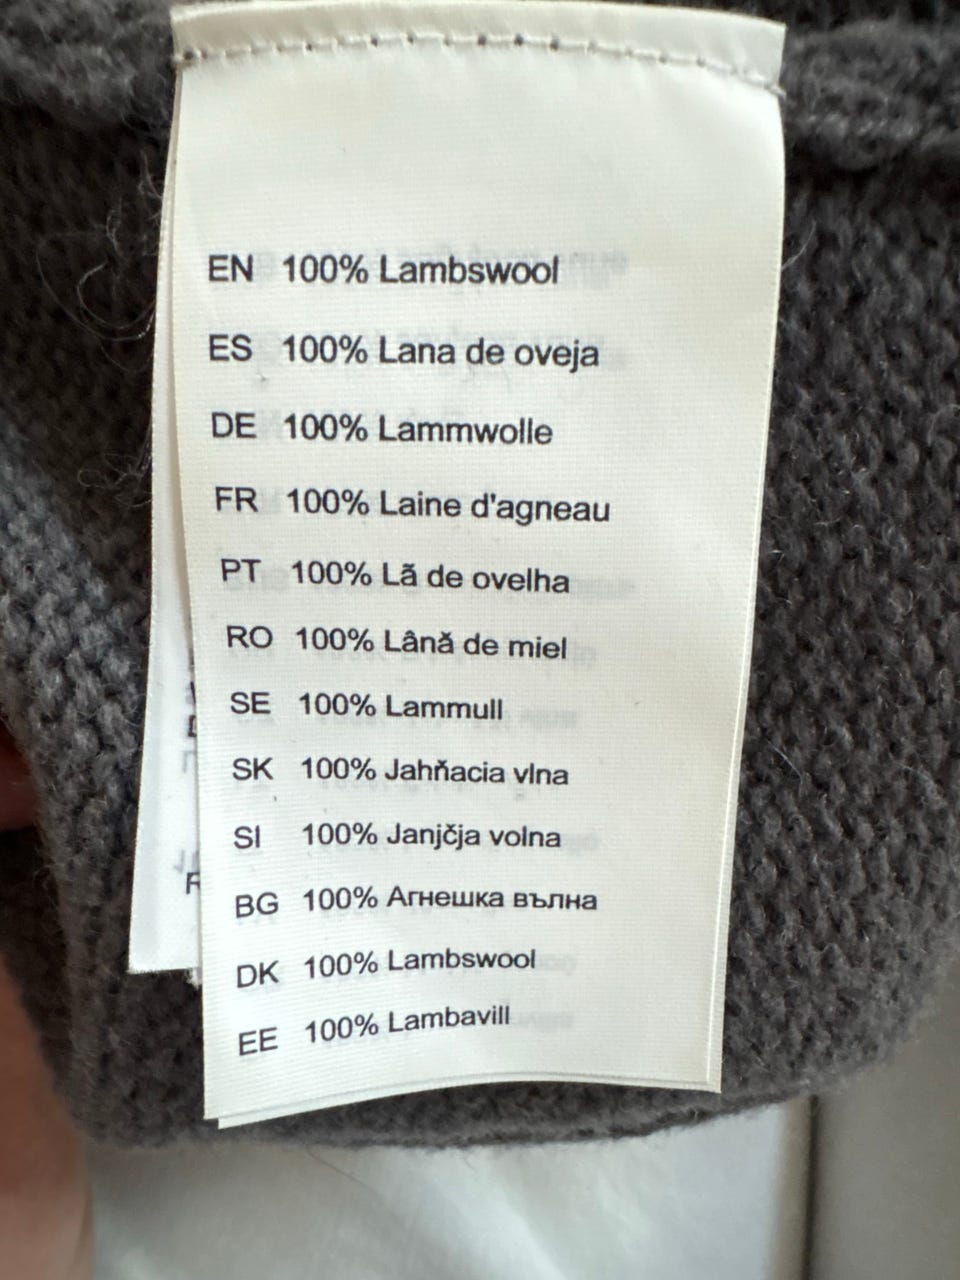 EN 100% Lambswool
ES 100% Lana de oveja
DE 100% Lammwolle
FR 100% Laine d'agneau
PT 100% Lã de ovelha
RO 100% Lână de miel
SE 100% Lammull
SK 100% Jahňacia vlna
SI 100% Janjčja volna
BG 100% Агнешка вълна
DK 100% Lambswool
EE 100% Lambavill